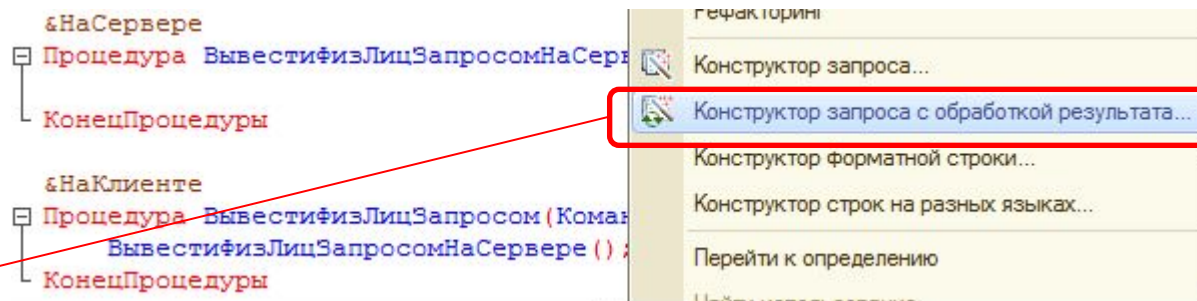 &НаСервере
Процедура ВывестиФизЛицЗапросомНаСерв
КонецПроцедуры
&НаКлиенте
Процедура ВывестиФизЛицЗапросом(Коман
ВывестиФизЛицЗапросомНаСервере();
КонецПроцедуры
Рефакторинг
Конструктор запроса...
Конструктор запроса с обработкой результата...
Конструктор форматной строки...
Конструктор строк на разных языках...
Перейти к определению